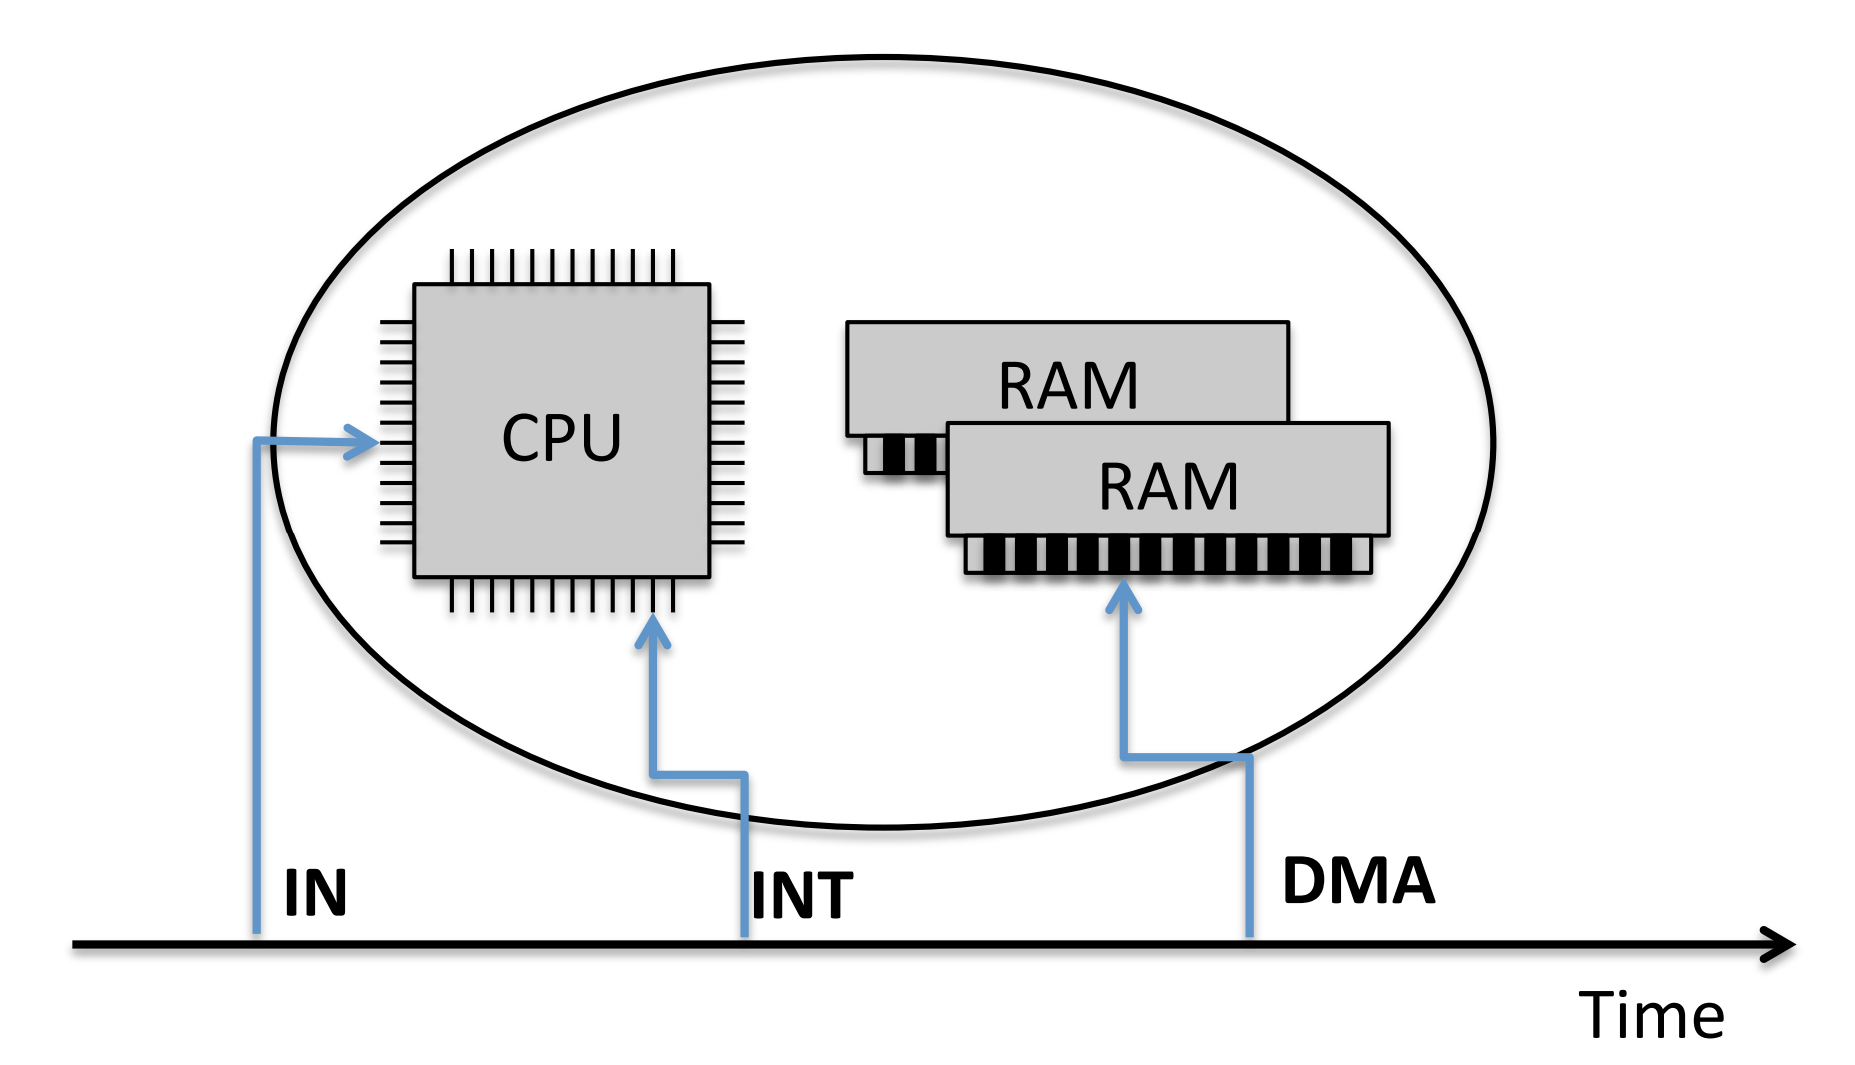 RAM
CPU
RAM
IN
INT
DMA
Time